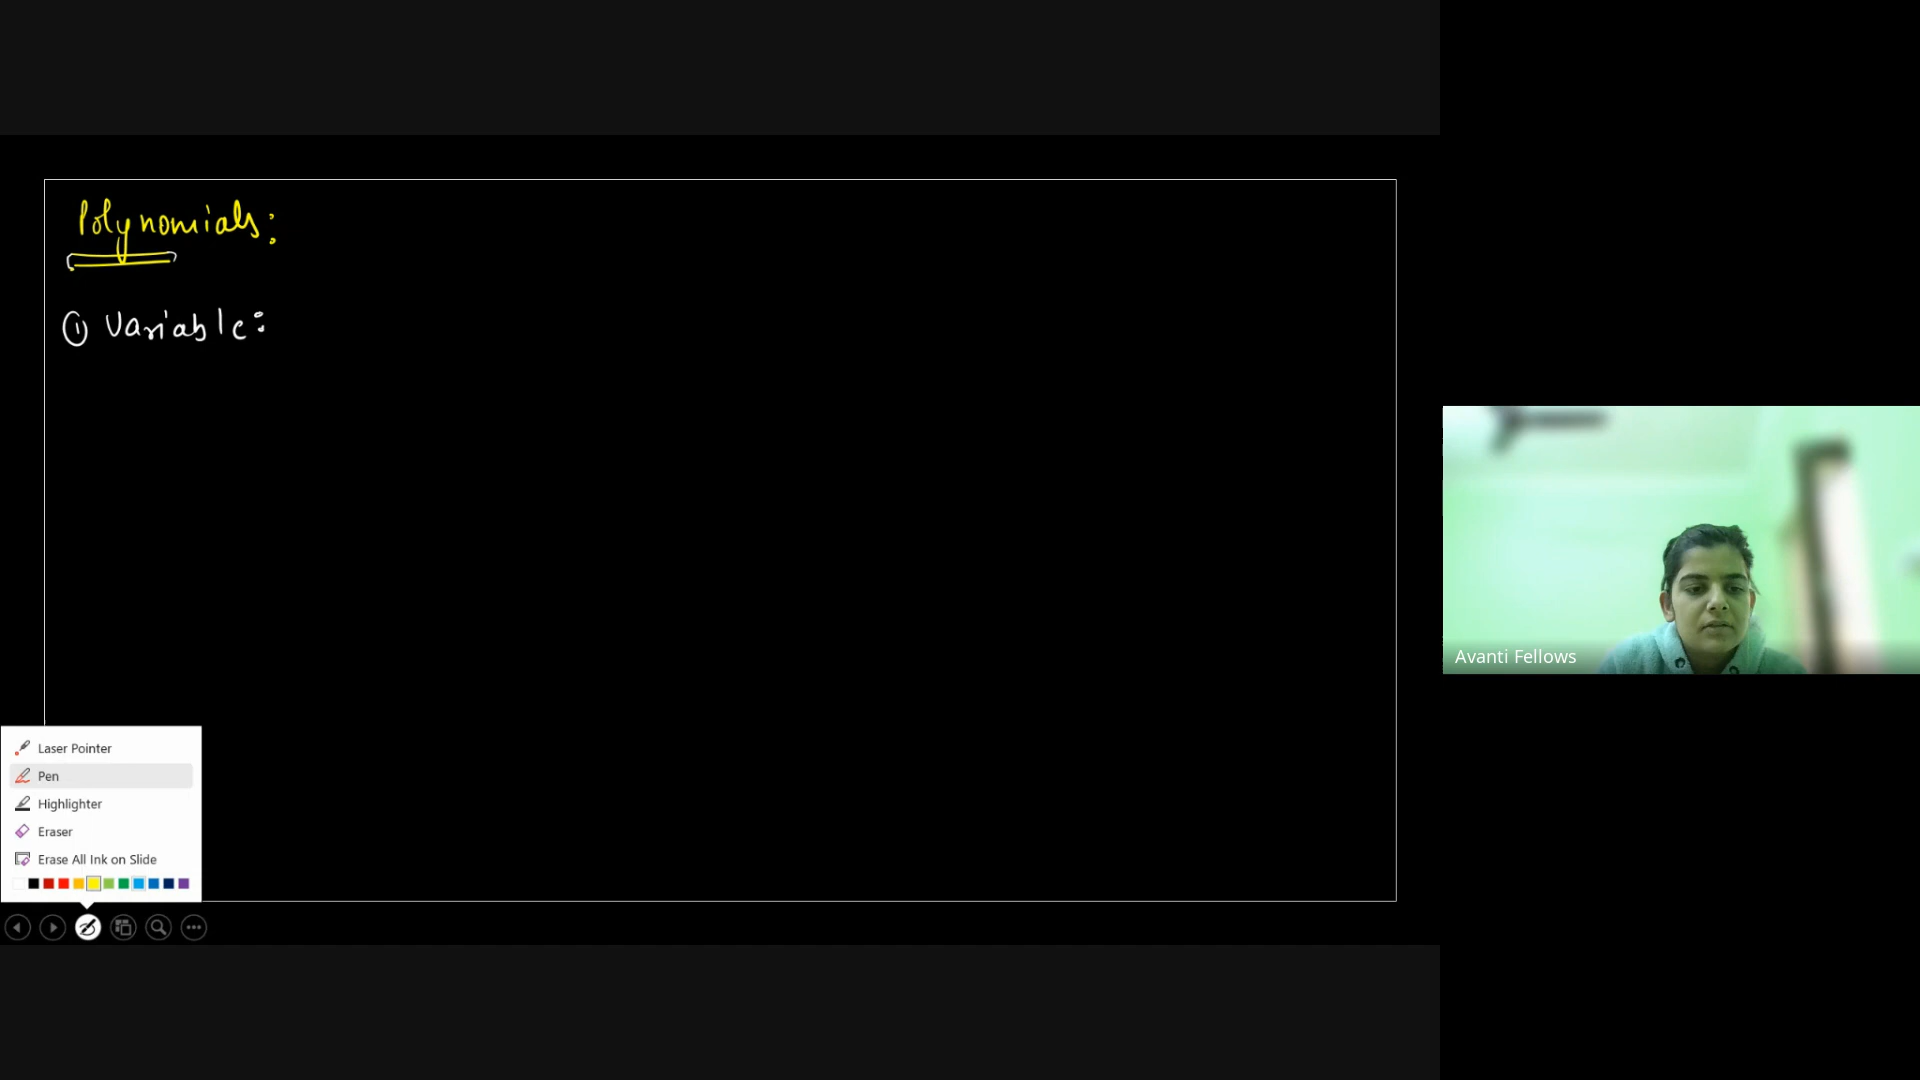 Polynomials:
① Variable:
Avanti Fellows
Laser Pointer
Pen
Highlighter
Eraser
Erase All Ink on Slide